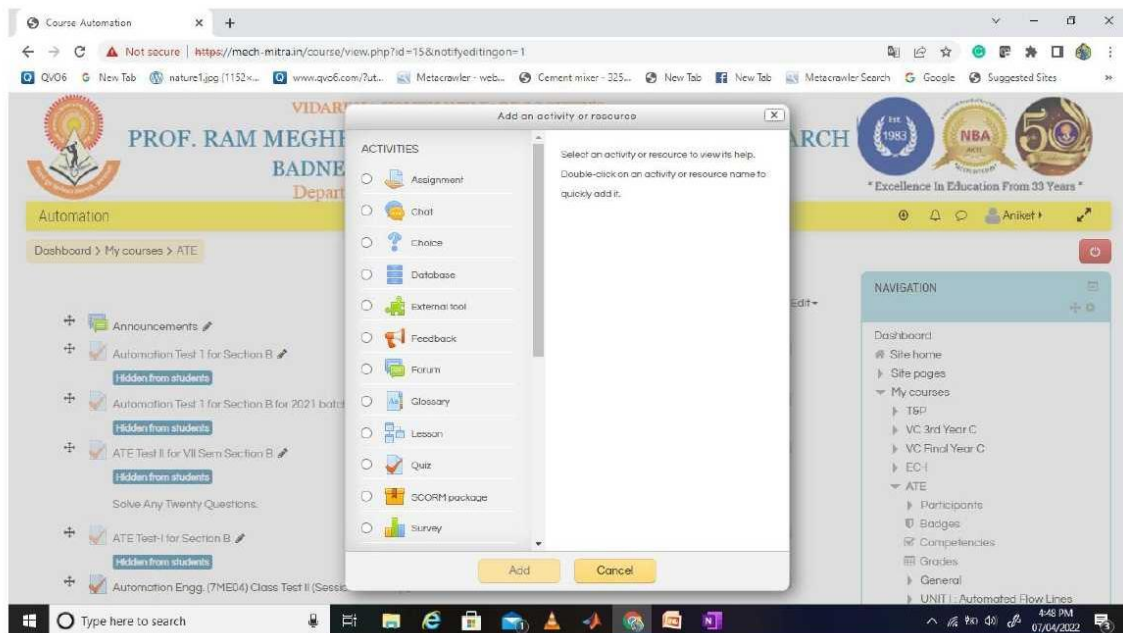 Course Automation
Not secure | https://mech-mitra.in/course/view.php?id=15&notifyeditingon=1
QVO6 New Tab nature1.jpg (1152×... www.qvo6.com/?ut... Metacrawler - web... Cement mixer - 325... New Tab New Tab Metacrawler Search Google Suggested Sites
VIDAR
PROF. RAM MEGHE ARCH
BADNE
Depart
Est. 1983
NBA
"Excellence In Education From 33 Years"
Automation
Aniket
Dashboard > My courses > ATE
Edit
Announcements
Automation Test 1 for Section B
Hidden from students
Automation Test 1 for Section B for 2021 batch
Hidden from students
ATE Test II for VII Sem Section B
Hidden from students
Solve Any Twenty Questions.
ATE Test-I for Section B
Hidden from students
Automation Engg. (7ME04) Class Test II (Sessio
Add an activity or resource
ACTIVITIES
Assignment
Chat
Choice
Database
External tool
Feedback
Forum
Glossary
Lesson
Quiz
SCORM package
Survey
Select an activity or resource to view its help.
Double-click on an activity or resource name to
quickly add it.
Add Cancel
NAVIGATION
Dashboard
Site home
Site pages
My courses
T&P
VC 3rd Year C
VC Final Year C
EC-I
ATE
Participants
Badges
Competencies
Grades
General
UNIT I : Automated Flow Lines
Type here to search
4:48 PM
07/04/2022